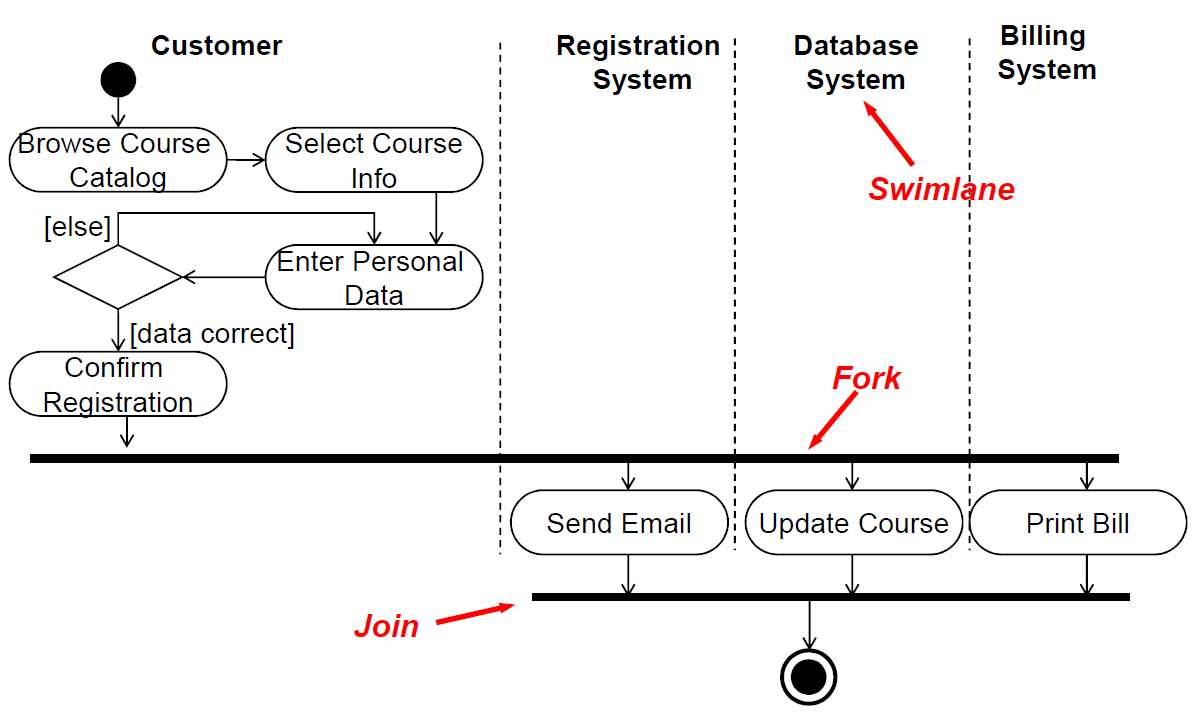 Customer
Registration
System
Database
System
Billing
System
Browse Course
Catalog
Select Course
Info
Swimlane
[else]
Enter Personal
Data
[data correct]
Confirm
Registration
Fork
Send Email
Update Course
Print Bill
Join